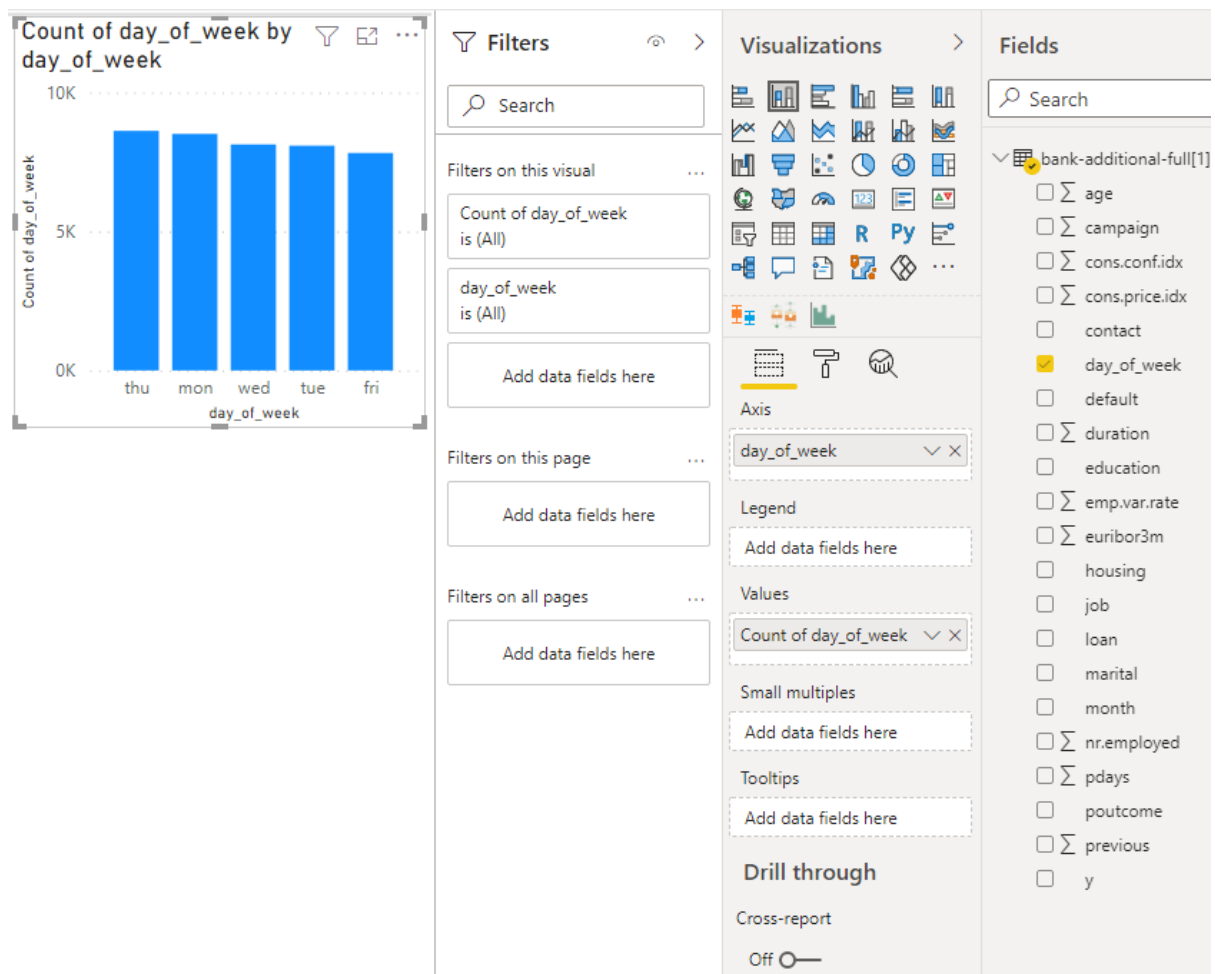 Count of day_of_week by
day_of_week
10K
5K
0K
Count of day_of_week
thu mon wed tue fri
day_of_week
Filters
Search
Filters on this visual ...
Count of day_of_week
is (All)
day_of_week
is (All)
Add data fields here
Filters on this page ...
Add data fields here
Filters on all pages ...
Add data fields here
Visualizations
123
R Py
Axis
day_of_week
Legend
Add data fields here
Values
Count of day_of_week
Small multiples
Add data fields here
Tooltips
Add data fields here
Drill through
Cross-report
Off
Fields
Search
bank-additional-full[1]
∑ age
∑ campaign
∑ cons.conf.idx
∑ cons.price.idx
contact
day_of_week
default
∑ duration
education
∑ emp.var.rate
∑ euribor3m
housing
job
loan
marital
month
∑ nr.employed
∑ pdays
poutcome
∑ previous
y